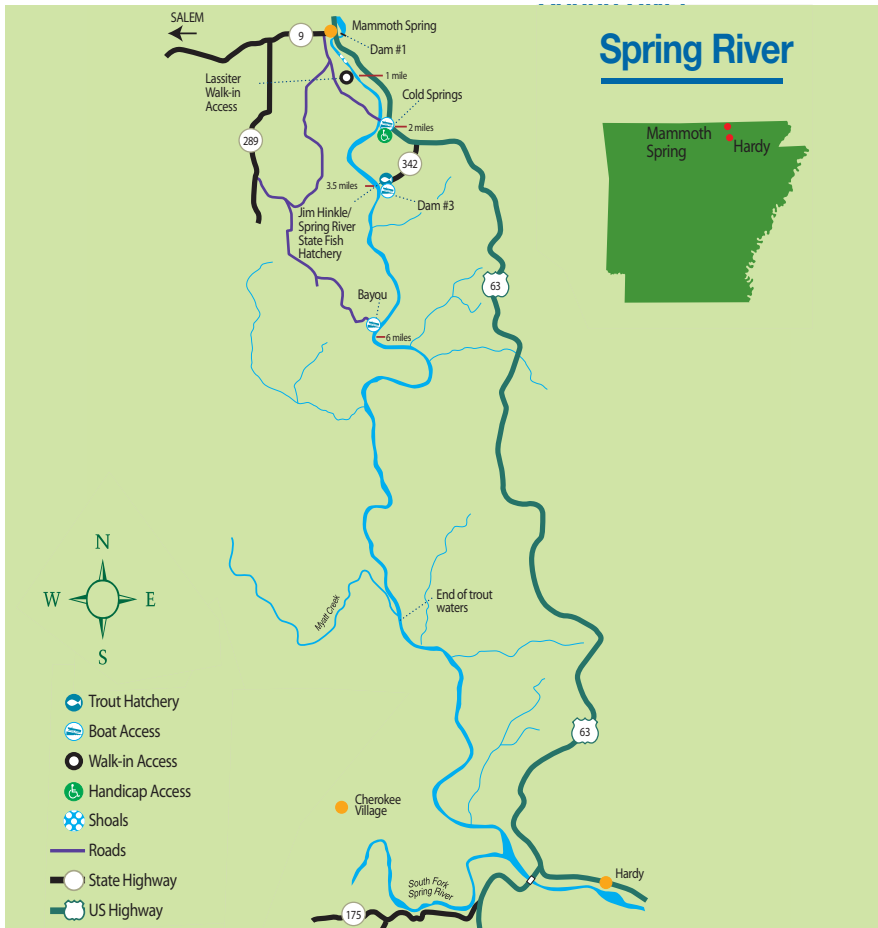 Spring River
SALEM
9
Mammoth Spring
Dam #1
1 mile
Lassiter
Walk-in
Access
Cold Springs
2 miles
289
342
3.5 miles
Dam #3
Jim Hinkle/
Spring River
State Fish
Hatchery
Mammoth
Spring
Hardy
63
Bayou
6 miles
N
W
E
S
Myatt Creek
End of trout
waters
63
Trout Hatchery
Boat Access
Walk-in Access
Handicap Access
Shoals
Roads
State Highway
US Highway
Cherokee
Village
South Fork
Spring River
Hardy
175